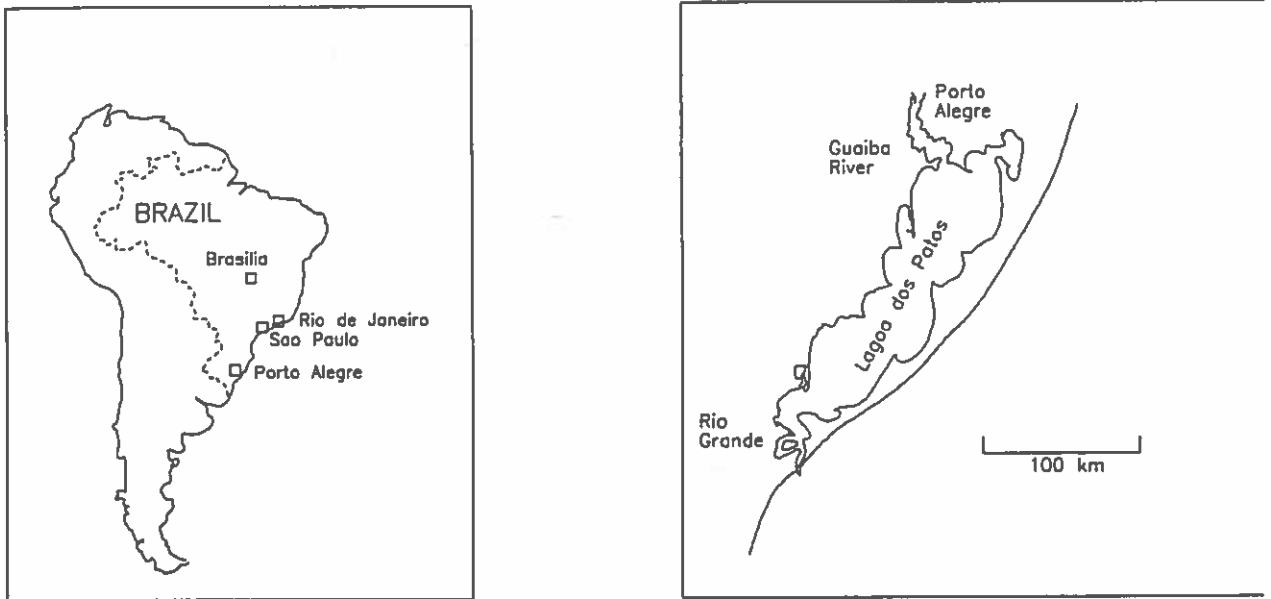 BRAZIL
Brasilia
Rio de Janeiro
Sao Paulo
Porto Alegre
Porto
Alegre
Guaiba
River
Lagoa dos Patos
Rio
Grande
100 km